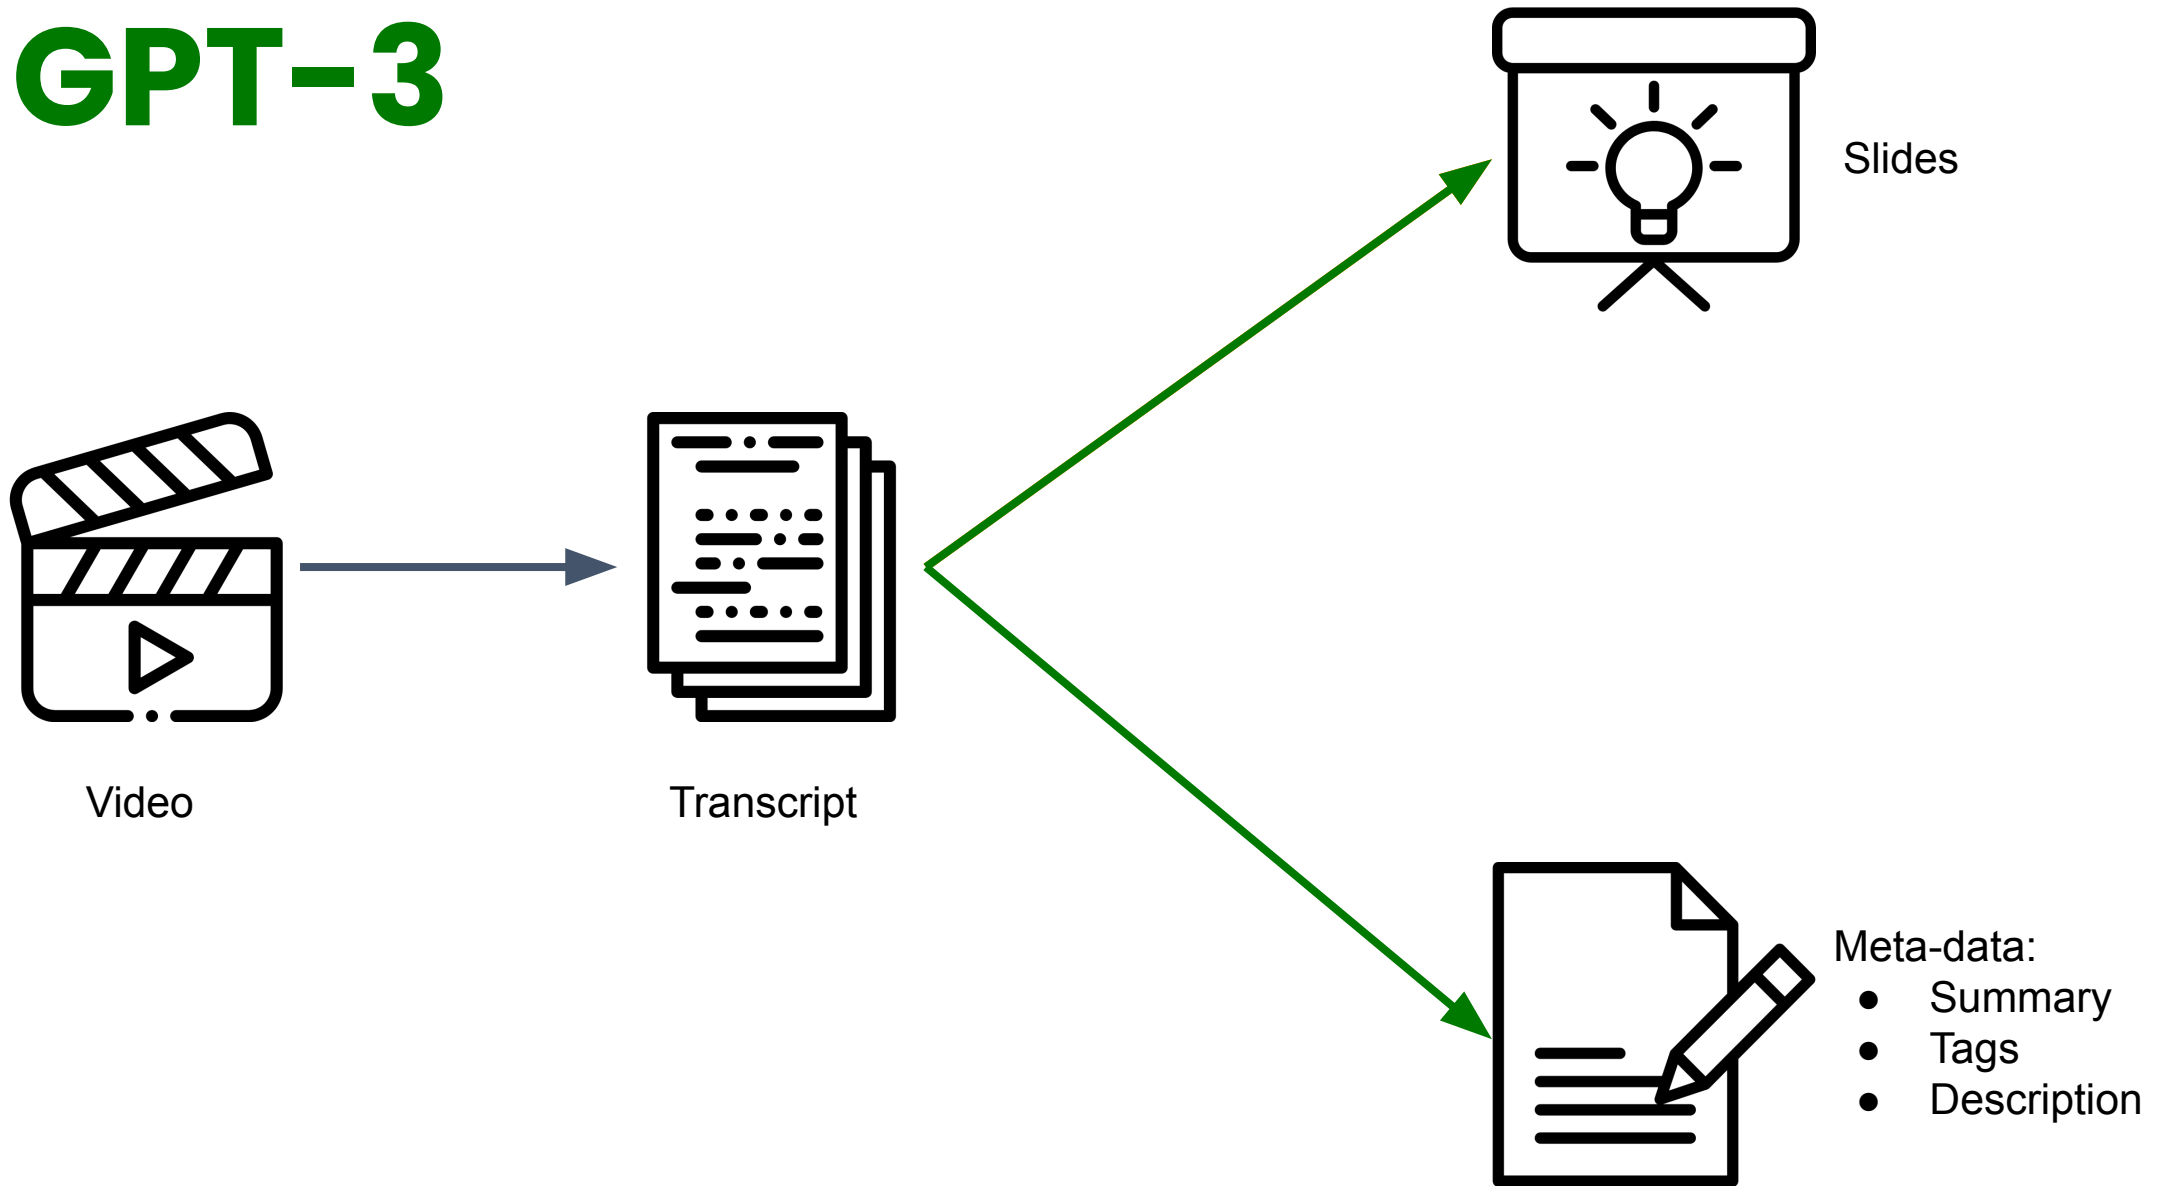 GPT-3
Slides
Video
Transcript
Meta-data:
● Summary
● Tags
● Description